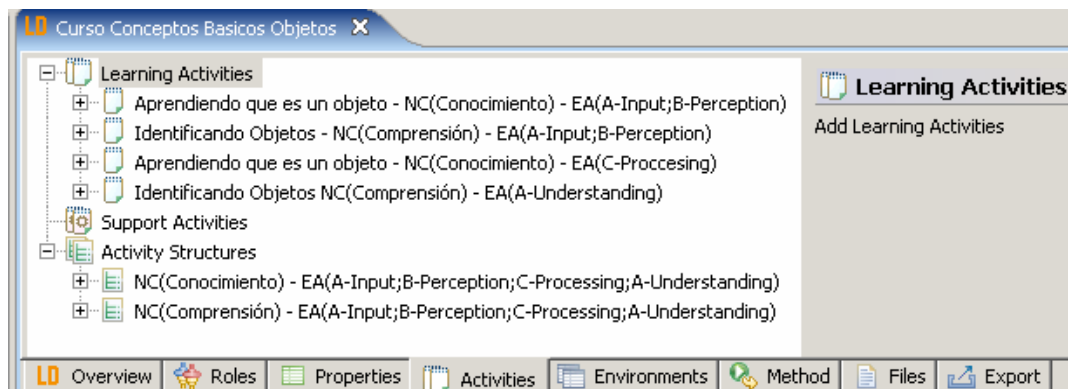 LD Curso Conceptos Basicos Objetos
Learning Activities
Aprendiendo que es un objeto - NC(Conocimiento) - EA(A-Input;B-Perception)
Identificando Objetos - NC(Comprensión) - EA(A-Input;B-Perception)
Aprendiendo que es un objeto - NC(Conocimiento) - EA(C-Proccesing)
Identificando Objetos NC(Comprensión) - EA(A-Understanding)
Support Activities
Activity Structures
NC(Conocimiento) - EA(A-Input;B-Perception;C-Processing;A-Understanding)
NC(Comprensión) - EA(A-Input;B-Perception;C-Processing;A-Understanding)
Learning Activities
Add Learning Activities
LD Overview Roles Properties Activities Environments Method Files Export